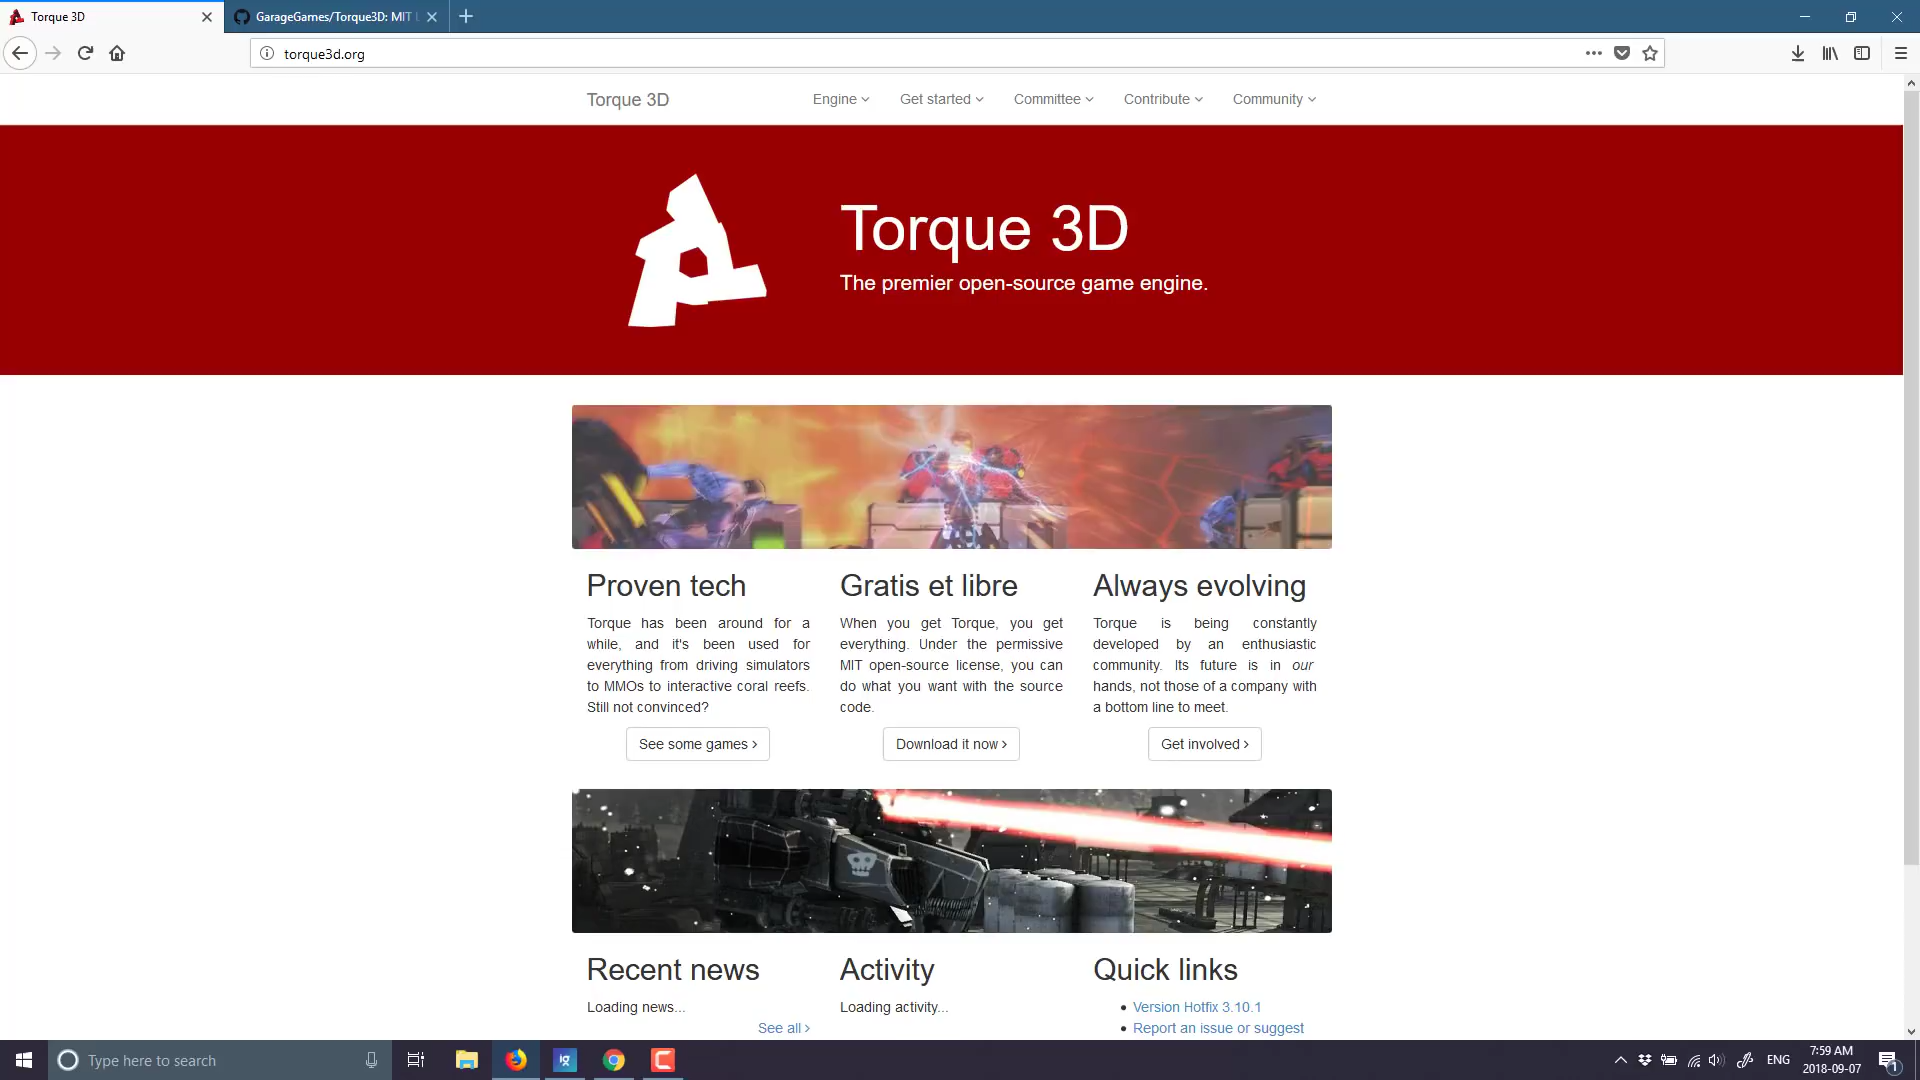 Torque 3D
GarageGames/Torque3D: MIT
torque3d.org
Torque 3D
Engine
Get started
Committee
Contribute
Community
Torque 3D
The premier open-source game engine.
Proven tech
Torque has been around for a
while, and it's been used for
everything from driving simulators
to MMOs to interactive coral reefs.
Still not convinced?
See some games
Gratis et libre
When you get Torque, you get
everything. Under the permissive
MIT open-source license, you can
do what you want with the source
code.
Download it now
Always evolving
Torque is being constantly
developed by an enthusiastic
community. Its future is in our
hands, not those of a company with
a bottom line to meet.
Get involved
Recent news
Loading news...
See all
Activity
Loading activity...
Quick links
Version Hotfix 3.10.1
Report an issue or suggest
Type here to search
ig
ENG
7:59 AM
2018-09-07
1